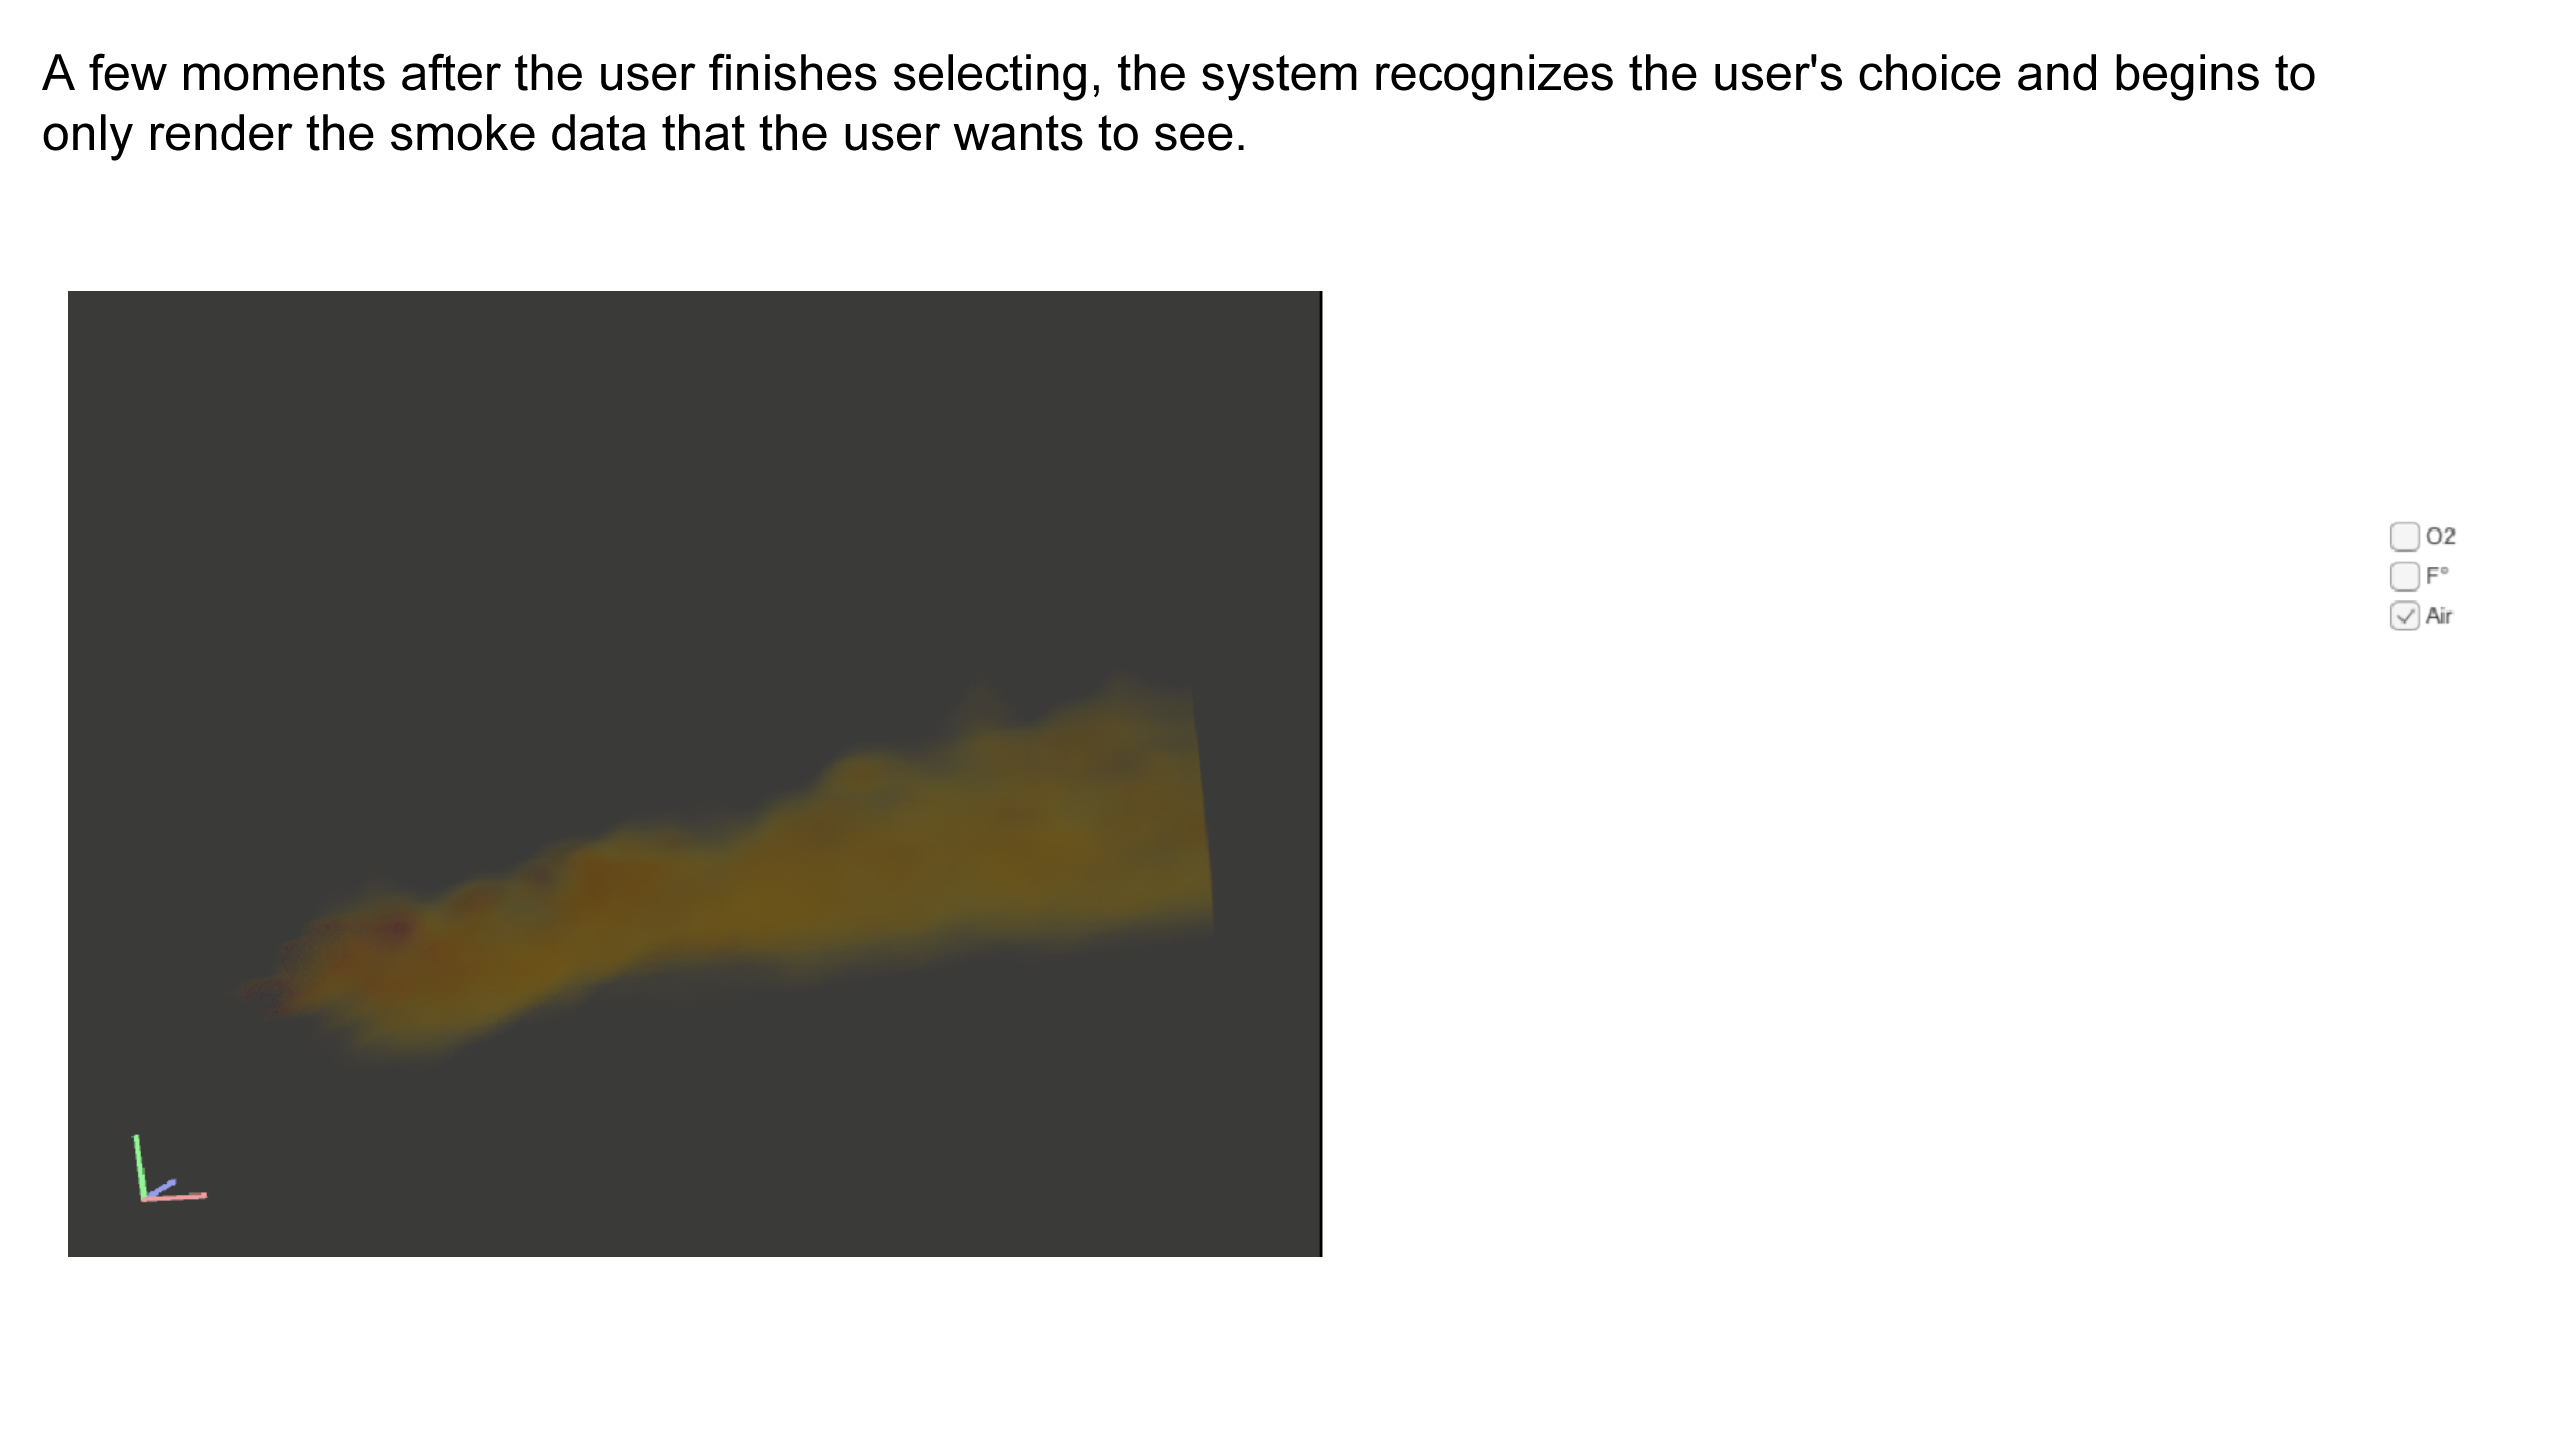 A few moments after the user finishes selecting, the system recognizes the user's choice and begins to
only render the smoke data that the user wants to see.
O2
F°
Air